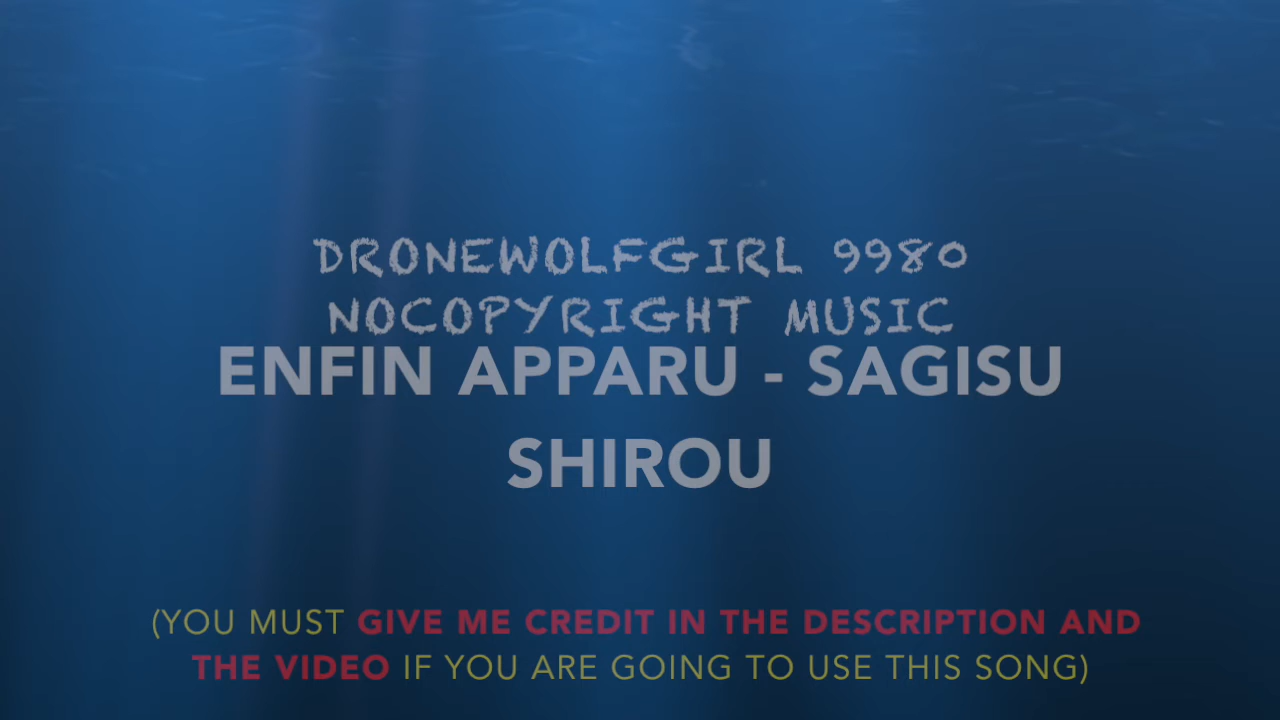 DRONEWOLFGIRL 9980
NOCOPYRIGHT MUSIC
ENFIN APPARU - SAGISU
SHIROU
(YOU MUST GIVE ME CREDIT IN THE DESCRIPTION AND
THE VIDEO IF YOU ARE GOING TO USE THIS SONG)